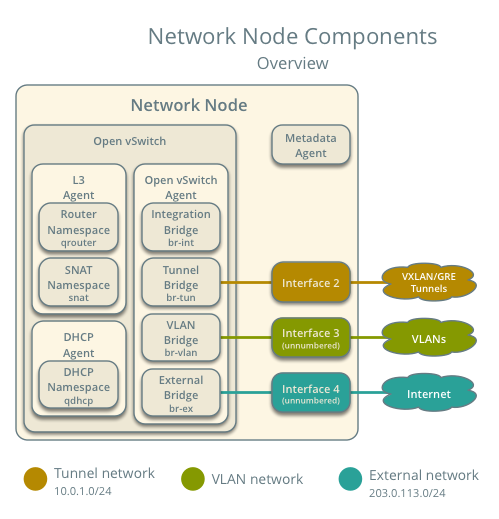 Network Node Components
Overview
Network Node
Open vSwitch
Metadata
Agent
L3
Agent
Router
Namespace
qrouter
SNAT
Namespace
snat
DHCP
Agent
DHCP
Namespace
qdhcp
Open vSwitch
Agent
Integration
Bridge
br-int
Tunnel
Bridge
br-tun
VLAN
Bridge
br-vlan
External
Bridge
br-ex
Interface 2
VXLAN/GRE
Tunnels
Interface 3
(unnumbered)
VLANs
Interface 4
(unnumbered)
Internet
Tunnel network
10.0.1.0/24
VLAN network
External network
203.0.113.0/24